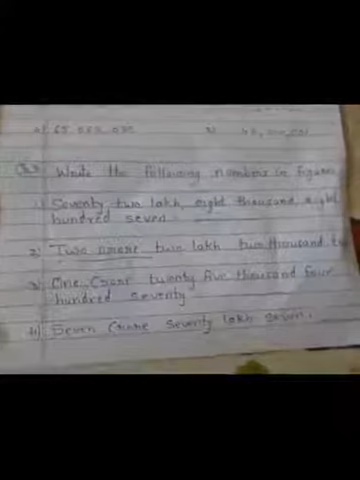 Write the following numbers in figures
1) Seventy two lakh, eight thousand eight
hundred seven.
2) Two crore two lakh two thousand
3) One Crore twenty five thousand four
hundred seventy
4) Seven Crore seventy lakh seven.